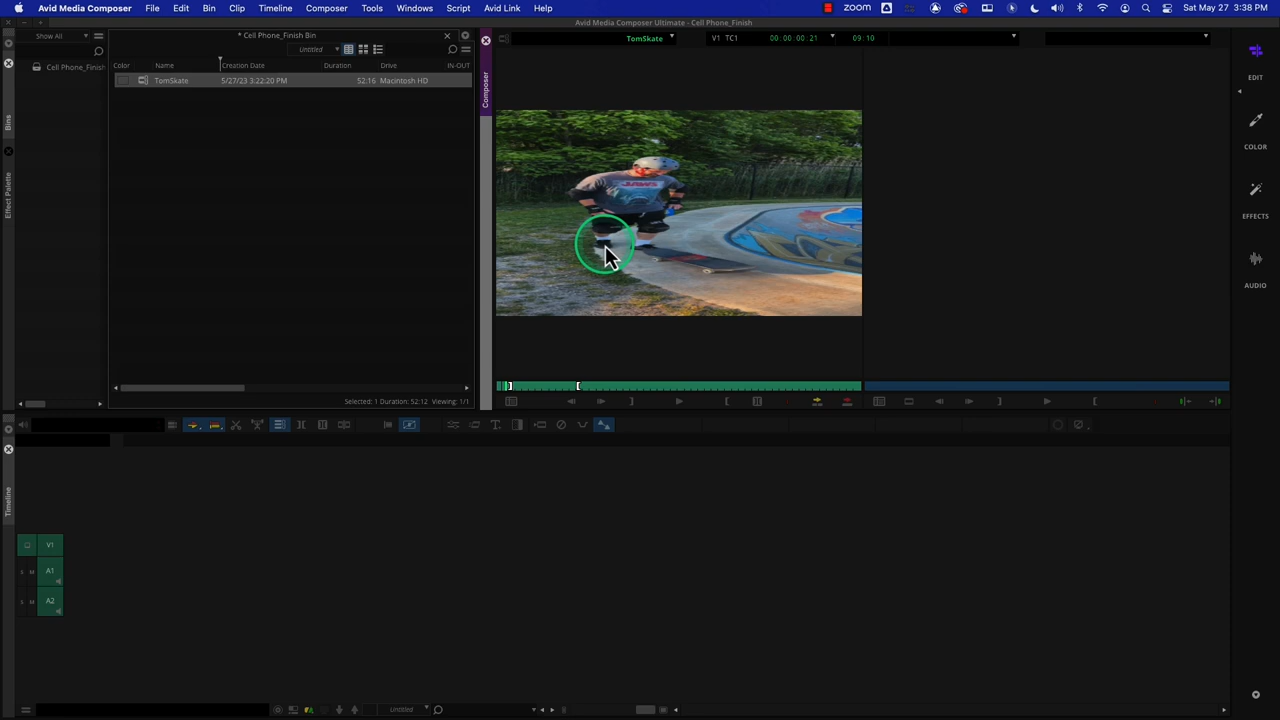 Media Composer File Edit Bin Clip Timeline Composer Tools Windows Script Avid Link Help zoom Sat May 27 3:38 PM
Avid Media Composer Ultimate - Cell Phone_Finish
Show All
* Cell Phone_Finish Bin
TomSkate
V1 TC1
00:00:00:21
09:10
Untitled
Cell Phone_Finish
Color Name Creation Date Duration Drive IN-OUT
TomSkate 5/27/23 3:22:20 PM 52:16 Macintosh HD
Bins
Effect Palette
Composer
JAWS
EDIT
COLOR
EFFECTS
AUDIO
Selected: 1 Duration: 52:12 Viewing: 1/1
Timeline
V1
S M A1
S M A2
Untitled